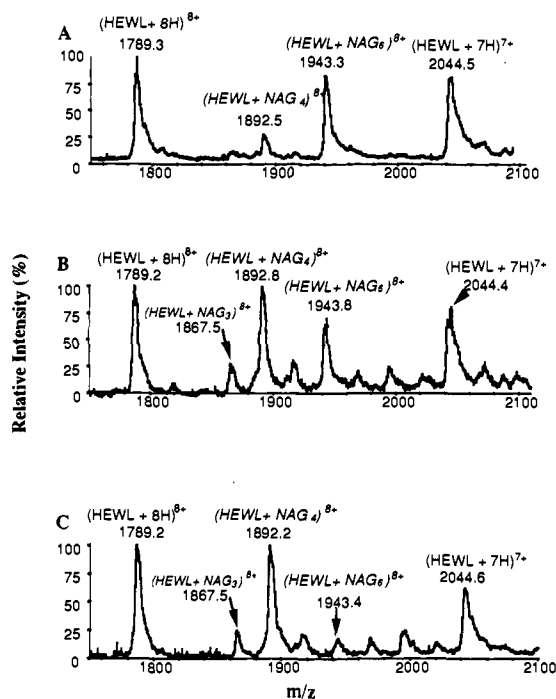 A
(HEWL+ 8H)8+
1789.3
(HEWL+ NAG4)8+
1892.5
(HEWL+ NAG6)8+
1943.3
(HEWL + 7H)7+
2044.5
100
75
50
25
0
1800
1900
2000
2100
B
(HEWL + 8H)8+
1789.2
(HEWL+ NAG3)8+
1867.5
(HEWL + NAG4)8+
1892.8
(HEWL+ NAG6)8+
1943.8
(HEWL + 7H)7+
2044.4
100
75
50
25
0
1800
1900
2000
2100
Relative Intensity (%)
C
(HEWL + 8H)8+
1789.2
(HEWL+ NAG3)8+
1867.5
(HEWL+ NAG4)8+
1892.2
(HEWL+ NAG6)8+
1943.4
(HEWL + 7H)7+
2044.6
100
75
50
25
0
1800
1900
2000
2100
m/z